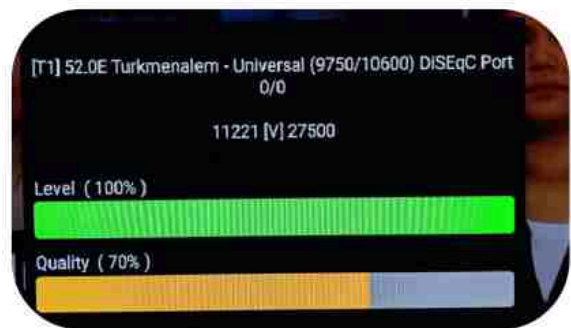 [T1] 52.0E Turkmenalem - Universal (9750/10600) DiSEqC Port
0/0
11221 [V] 27500
Level ( 100% )
Quality ( 70% )